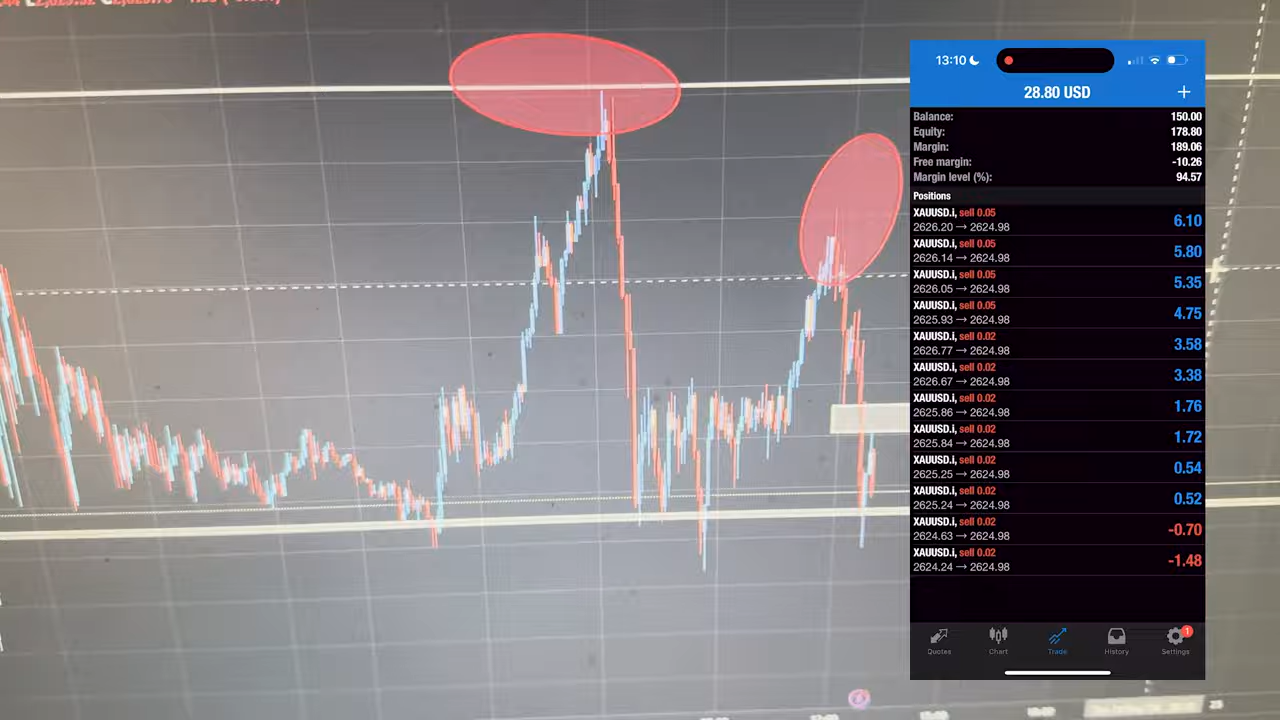 13:10
28.80 USD
+
Balance: 150.00
Equity: 178.80
Margin: 189.06
Free margin: -10.26
Margin level (%): 94.57
Positions
XAUUSD.i, sell 0.05
2626.20 → 2624.98 6.10
XAUUSD.i, sell 0.05
2626.14 → 2624.98 5.80
XAUUSD.i, sell 0.05
2626.05 → 2624.98 5.35
XAUUSD.i, sell 0.05
2625.93 → 2624.98 4.75
XAUUSD.i, sell 0.02
2626.77 → 2624.98 3.58
XAUUSD.i, sell 0.02
2626.67 → 2624.98 3.38
XAUUSD.i, sell 0.02
2625.86 → 2624.98 1.76
XAUUSD.i, sell 0.02
2625.84 → 2624.98 1.72
XAUUSD.i, sell 0.02
2625.25 → 2624.98 0.54
XAUUSD.i, sell 0.02
2625.24 → 2624.98 0.52
XAUUSD.i, sell 0.02
2624.63 → 2624.98 -0.70
XAUUSD.i, sell 0.02
2624.24 → 2624.98 -1.48
1
Quotes Chart Trade History Settings